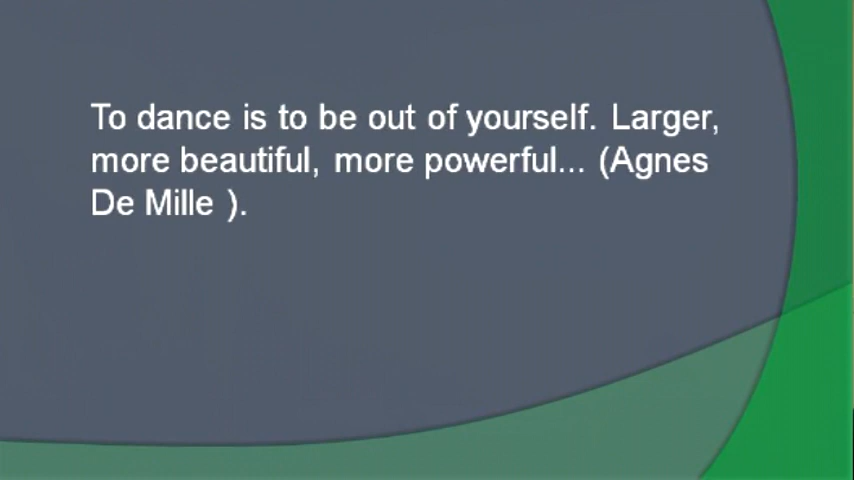 To dance is to be out of yourself. Larger,
more beautiful, more powerful... (Agnes
De Mille ).